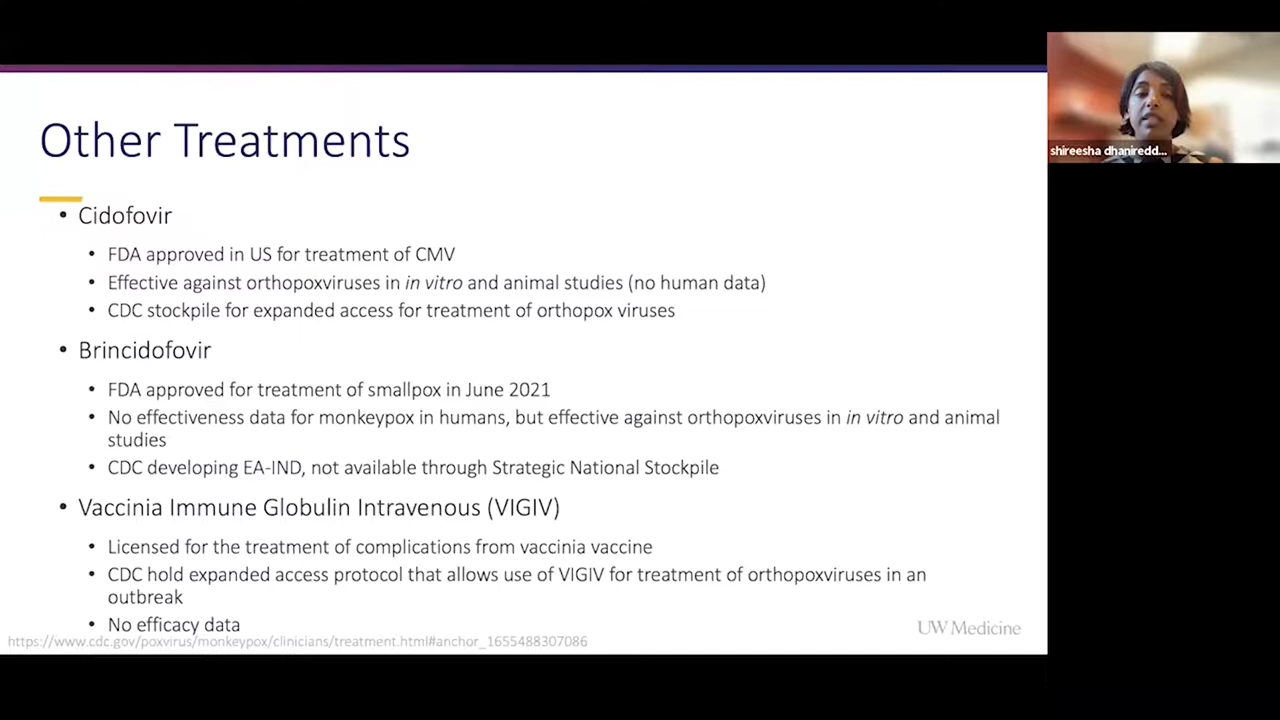 Other Treatments
• Cidofovir
• FDA approved in US for treatment of CMV
• Effective against orthopoxviruses in in vitro and animal studies (no human data)
• CDC stockpile for expanded access for treatment of orthopox viruses
• Brincidofovir
• FDA approved for treatment of smallpox in June 2021
• No effectiveness data for monkeypox in humans, but effective against orthopoxviruses in in vitro and animal
studies
• CDC developing EA-IND, not available through Strategic National Stockpile
• Vaccinia Immune Globulin Intravenous (VIGIV)
• Licensed for the treatment of complications from vaccinia vaccine
• CDC hold expanded access protocol that allows use of VIGIV for treatment of orthopoxviruses in an
outbreak
• No efficacy data
https://www.cdc.gov/poxvirus/monkeypox/clinicians/treatment.html#anchor_1655488307086
UW Medicine
shireesha dhaniredd...